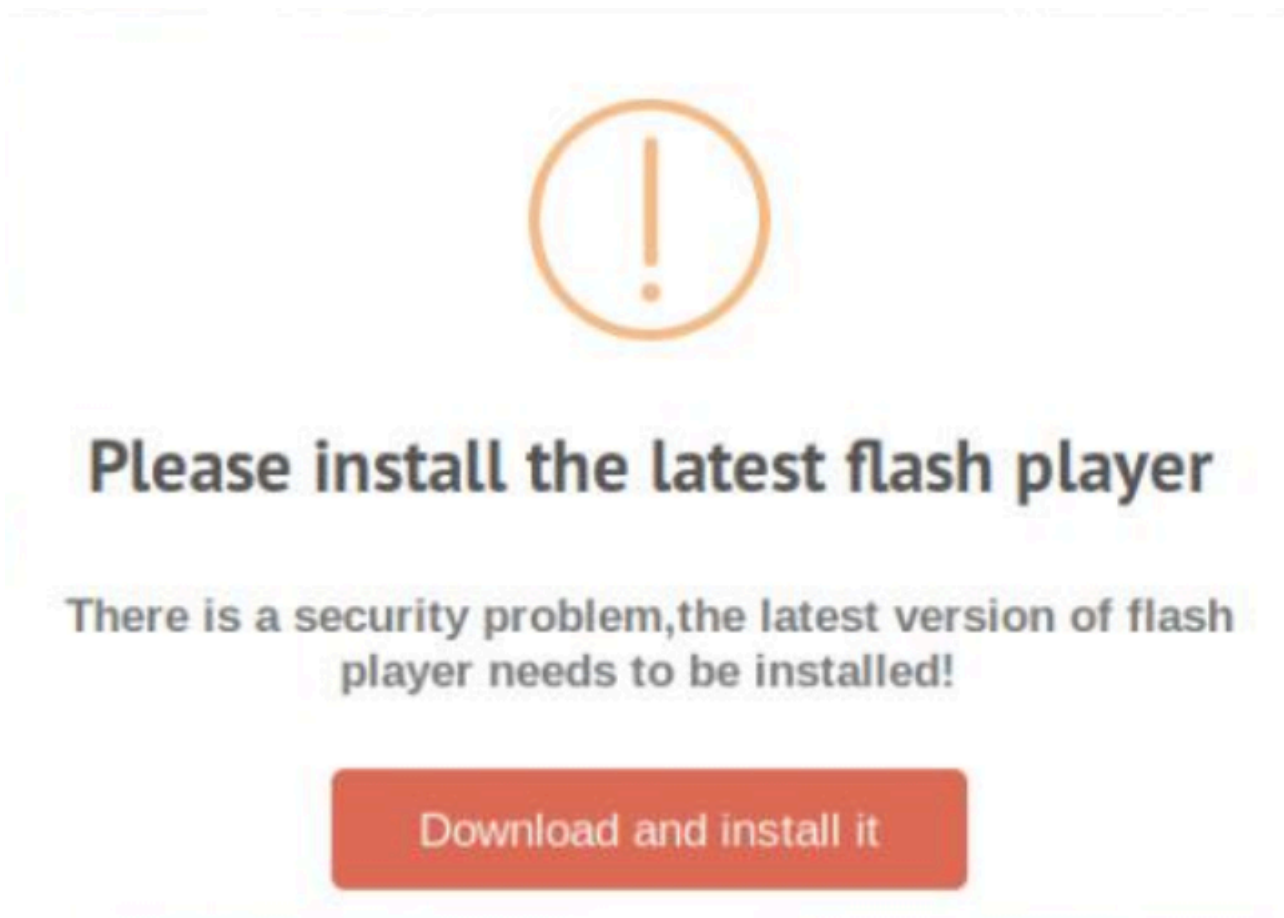 Please install the latest flash player
There is a security problem,the latest version of flash
player needs to be installed!
Download and install it